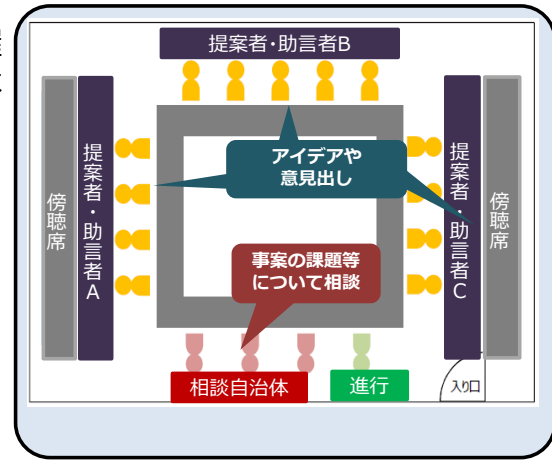 提案者・助言者B
アイデアや
意見出し
傍聴席
提案者・助言者A
提案者・助言者C
傍聴席
事案の課題等
について相談
相談自治体
進行
入り口